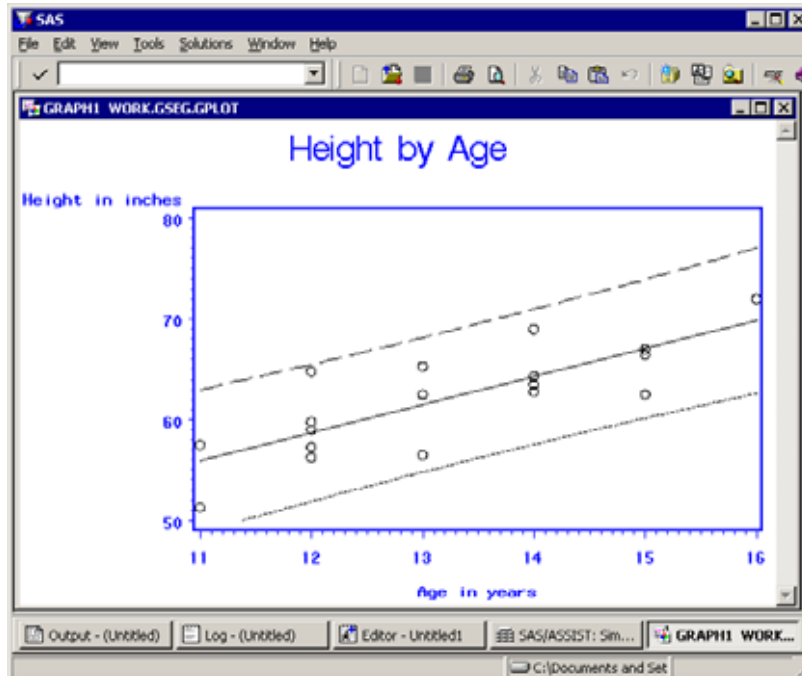 SAS
File Edit View Tools Solutions Window Help
GRAPH1 WORK.GSEG.GPLOT
Height by Age
Height in inches
80
70
60
50
11 12 13 14 15 16
Age in years
Output - (Untitled) Log - (Untitled) Editor - Untitled1 SAS/ASSIST: Sim... GRAPH1 WORK...
C:\Documents and Set